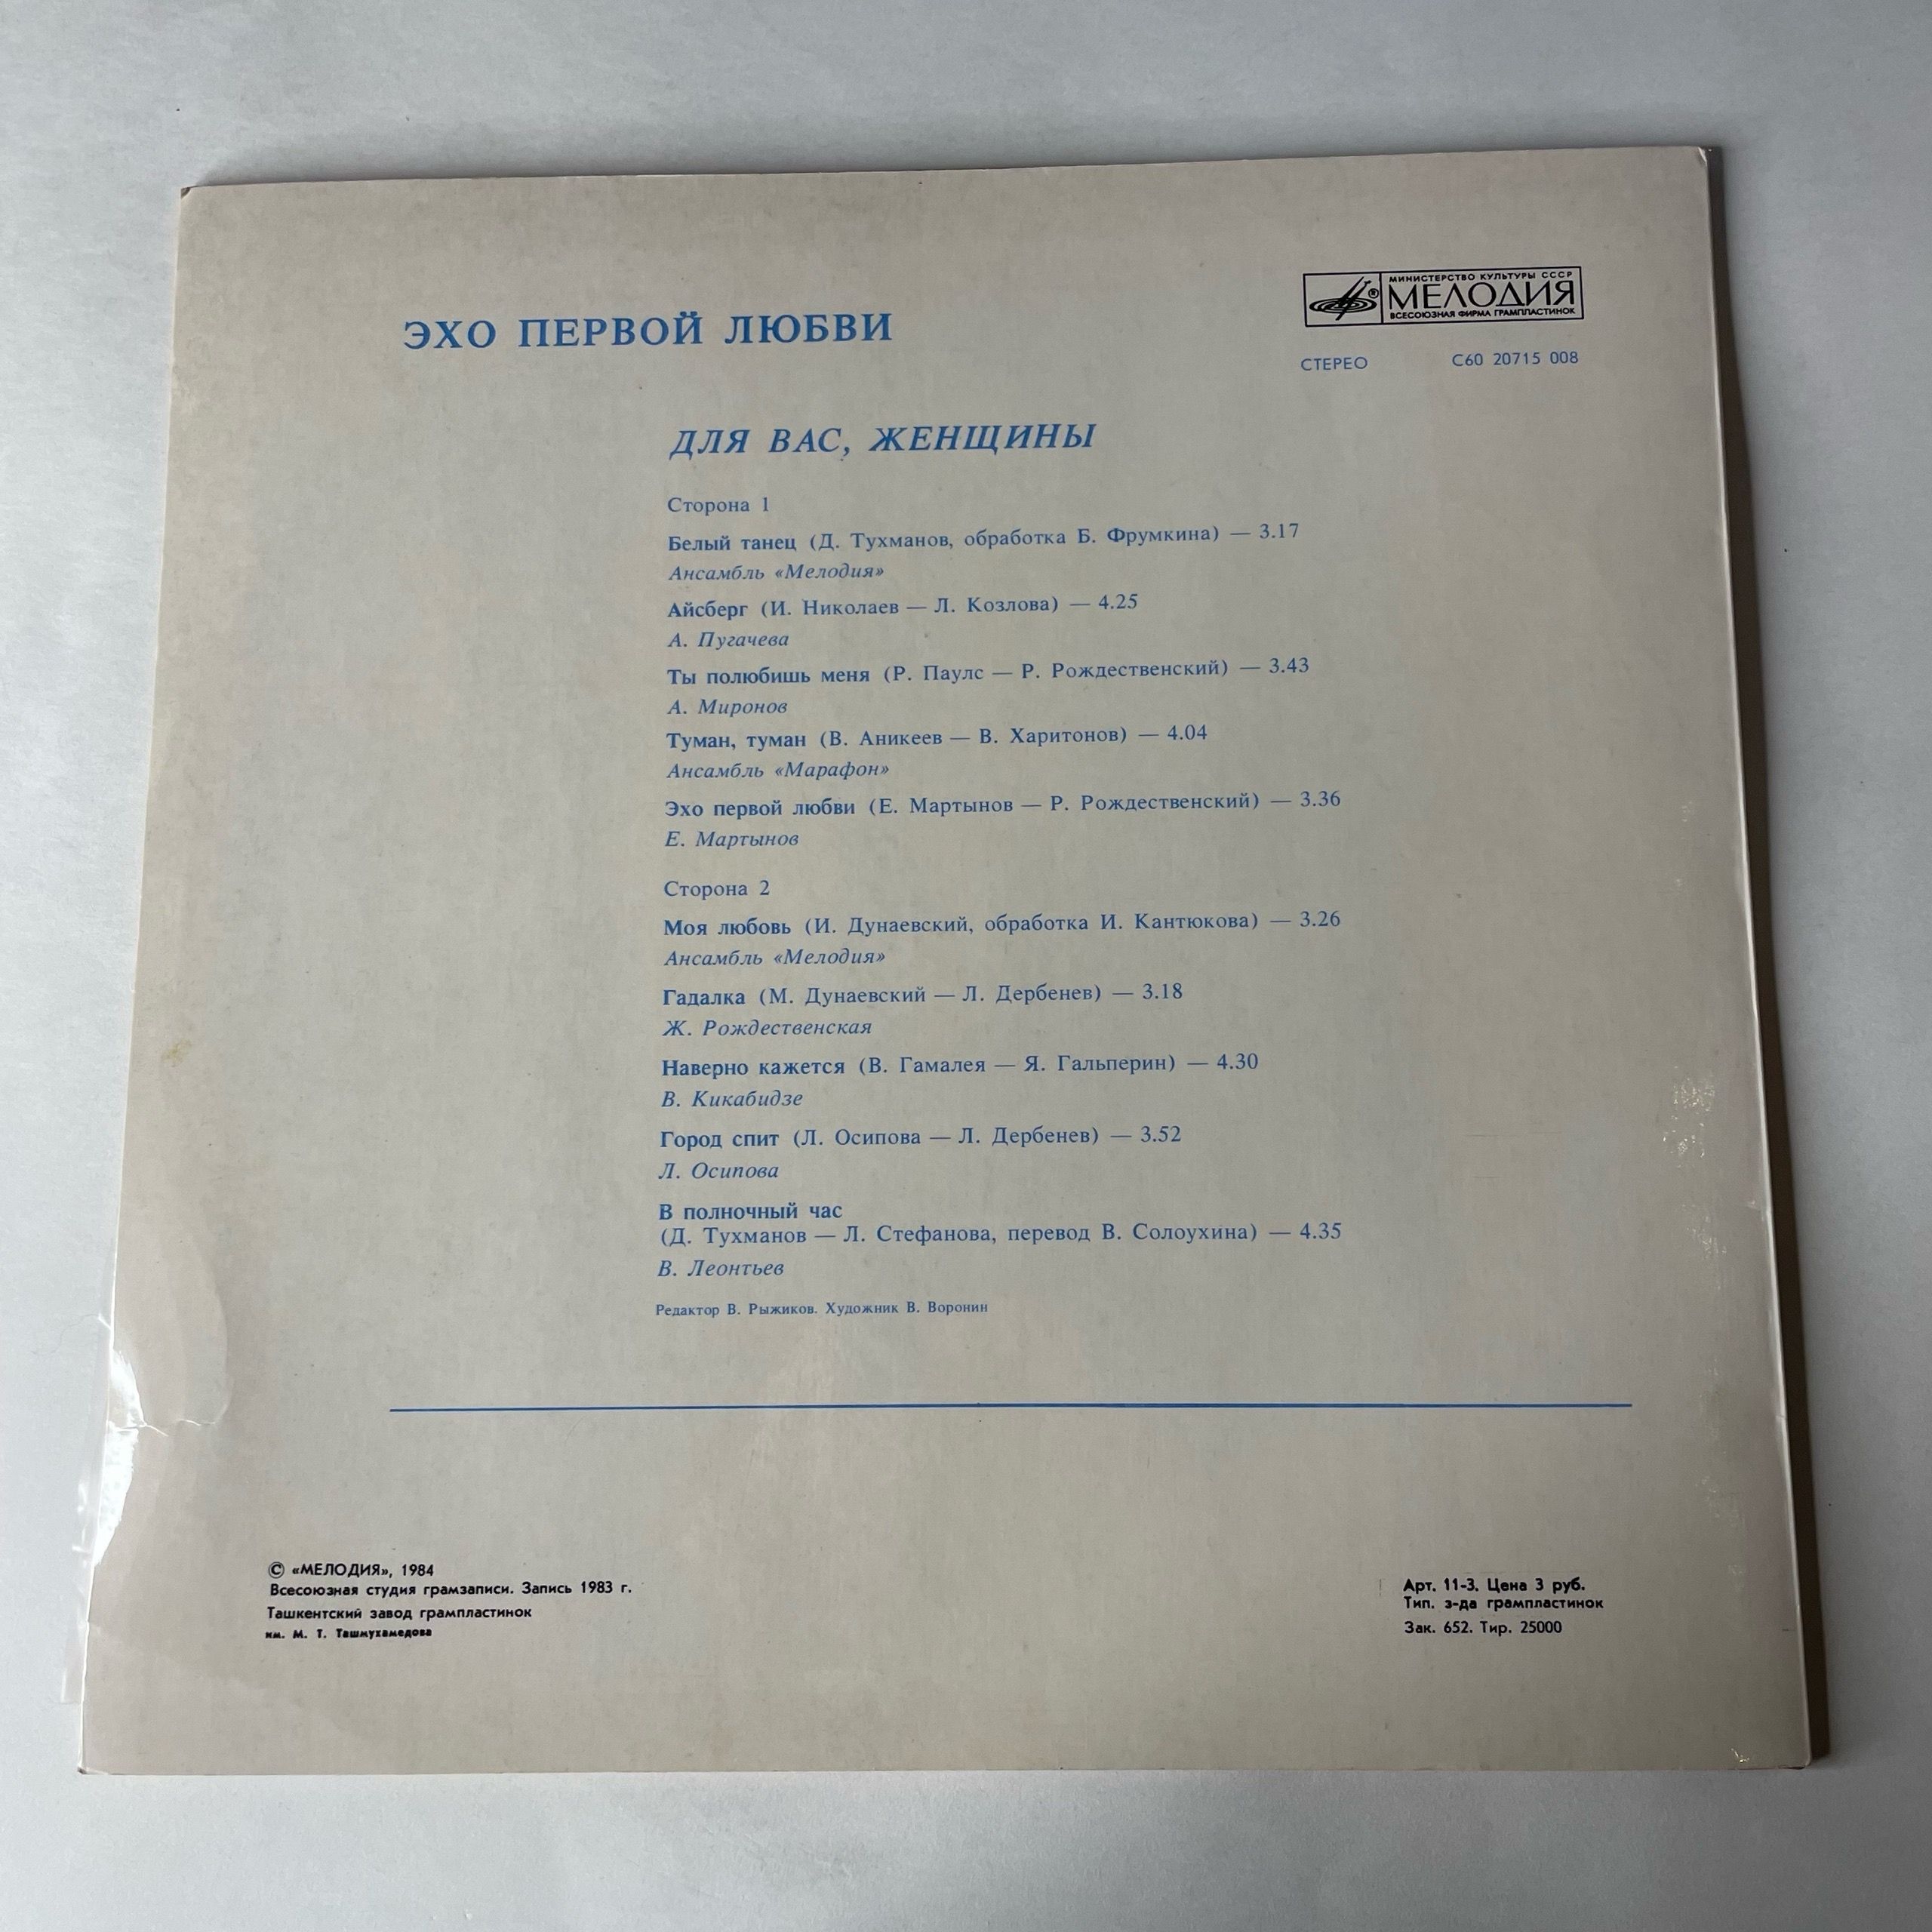 МИНИСТЕРСТВО КУЛЬТУРЫ СССР
МЕЛОДИЯ
ВСЕСОЮЗНАЯ ФИРМА ГРАМПЛАСТИНОК
ЭХО ПЕРВОЙ ЛЮБВИ
СТЕРЕО С60 20715 008
ДЛЯ ВАС, ЖЕНЩИНЫ
Сторона 1
Белый танец (Д. Тухманов, обработка Б. Фрумкина) — 3.17
Ансамбль «Мелодия»
Айсберг (И. Николаев — Л. Козлова) — 4.25
А. Пугачева
Ты полюбишь меня (Р. Паулс — Р. Рождественский) — 3.43
А. Миронов
Туман, туман (В. Аникеев — В. Харитонов) — 4.04
Ансамбль «Марафон»
Эхо первой любви (Е. Мартынов — Р. Рождественский) — 3.36
Е. Мартынов
Сторона 2
Моя любовь (И. Дунаевский, обработка И. Кантюкова) — 3.26
Ансамбль «Мелодия»
Гадалка (М. Дунаевский — Л. Дербенев) — 3.18
Ж. Рождественская
Наверно кажется (В. Гамалея — Я. Гальперин) — 4.30
В. Кикабидзе
Город спит (Л. Осипова — Л. Дербенев) — 3.52
Л. Осипова
В полночный час
(Д. Тухманов — Л. Стефанова, перевод В. Солоухина) — 4.35
В. Леонтьев
Редактор В. Рыжиков. Художник В. Воронин
© «МЕЛОДИЯ», 1984
Всесоюзная студия грамзаписи. Запись 1983 г.
Ташкентский завод грампластинок
им. М. Т. Ташмухамедова
Арт. 11-3. Цена 3 руб.
Тип. з-да грампластинок
Зак. 652. Тир. 25000